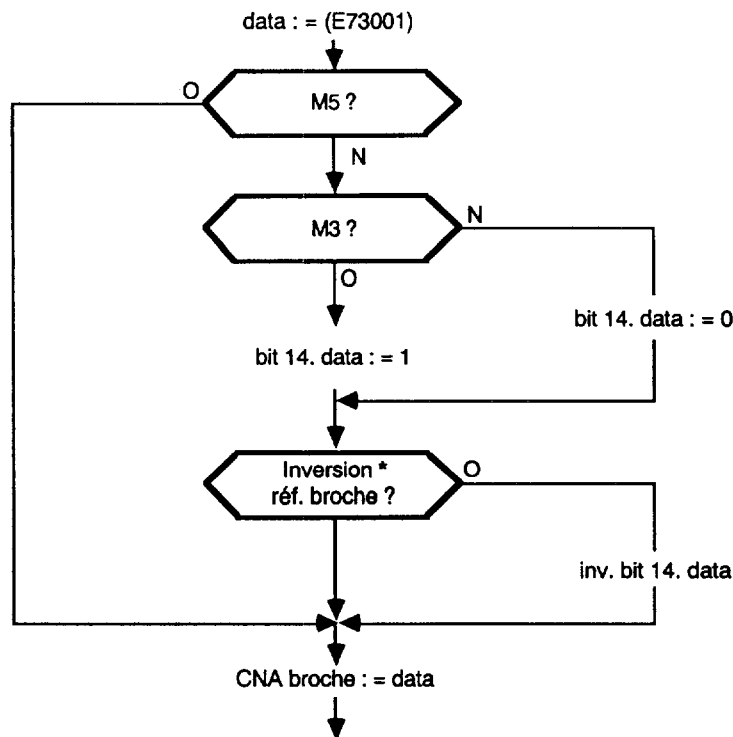 data : = (E73001)
O
M5 ?
N
M3 ?
N
O
bit 14. data : = 0
bit 14. data : = 1
Inversion *
réf. broche ?
O
inv. bit 14. data
CNA broche : = data